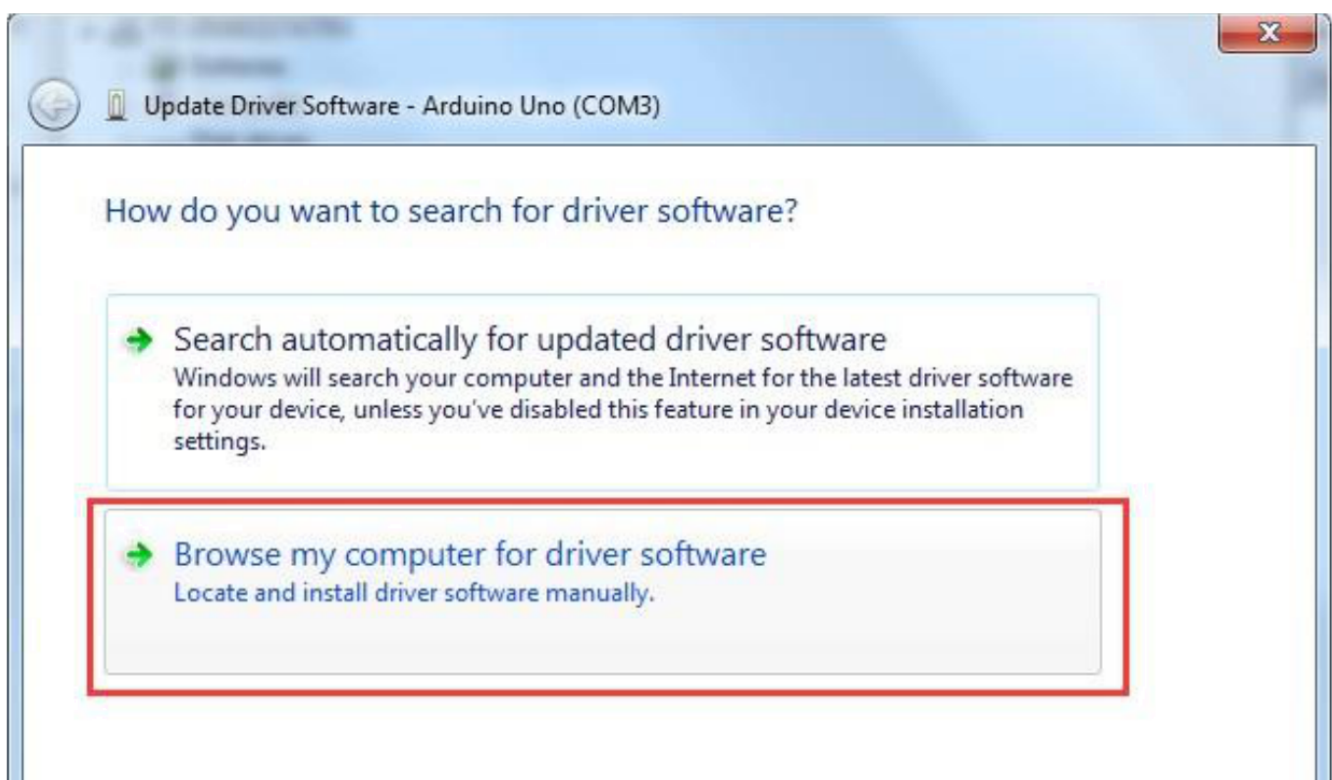 Update Driver Software - Arduino Uno (COM3)
How do you want to search for driver software?
Search automatically for updated driver software
Windows will search your computer and the Internet for the latest driver software
for your device, unless you've disabled this feature in your device installation
settings.
Browse my computer for driver software
Locate and install driver software manually.